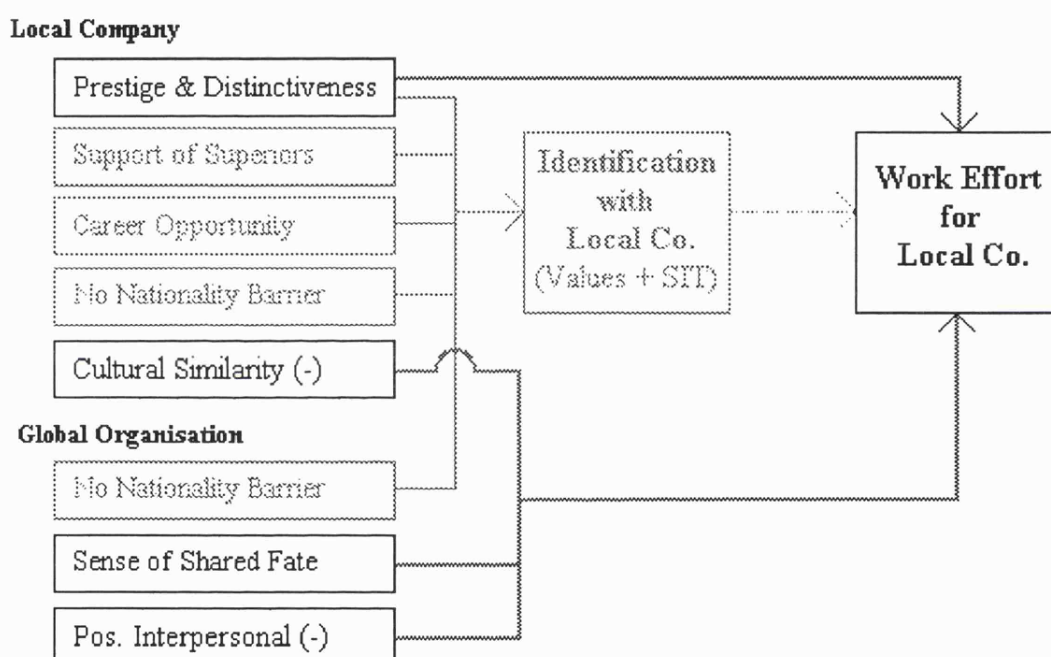 Local Company
Prestige & Distinctiveness
Support of Superiors
Career Opportunity
No Nationality Barrier
Cultural Similarity (-)
Identification
with
Local Co.
(Values + SIT)
Work Effort
for
Local Co.
Global Organisation
No Nationality Barrier
Sense of Shared Fate
Pos. Interpersonal (-)